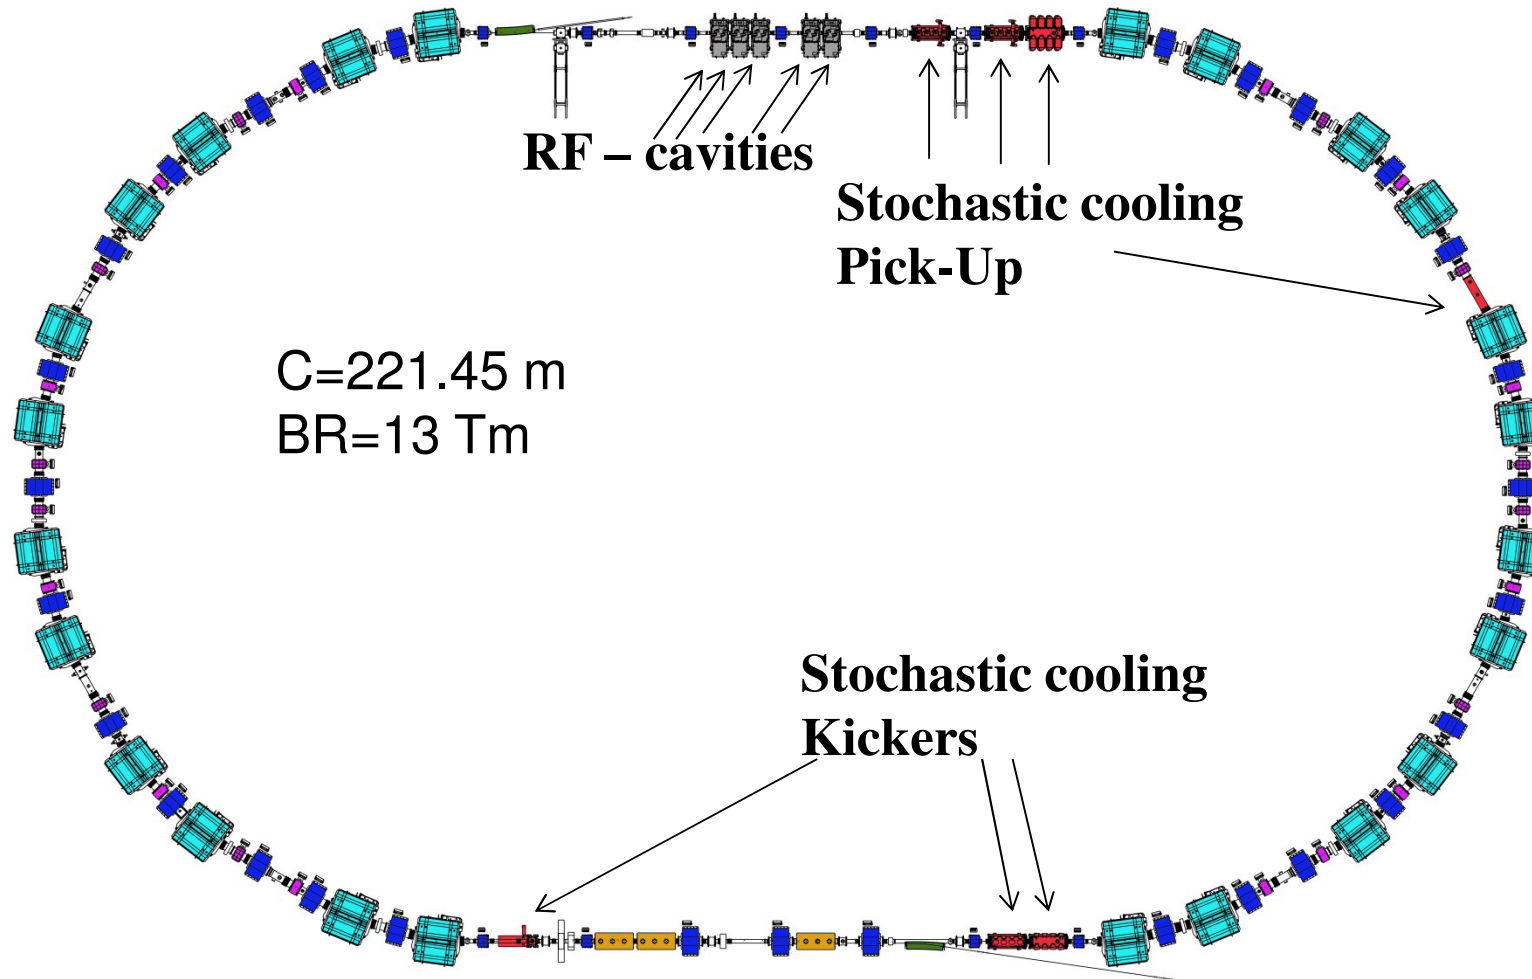 RF – cavities
Stochastic cooling
Pick-Up
C=221.45 m
BR=13 Tm
Stochastic cooling
Kickers